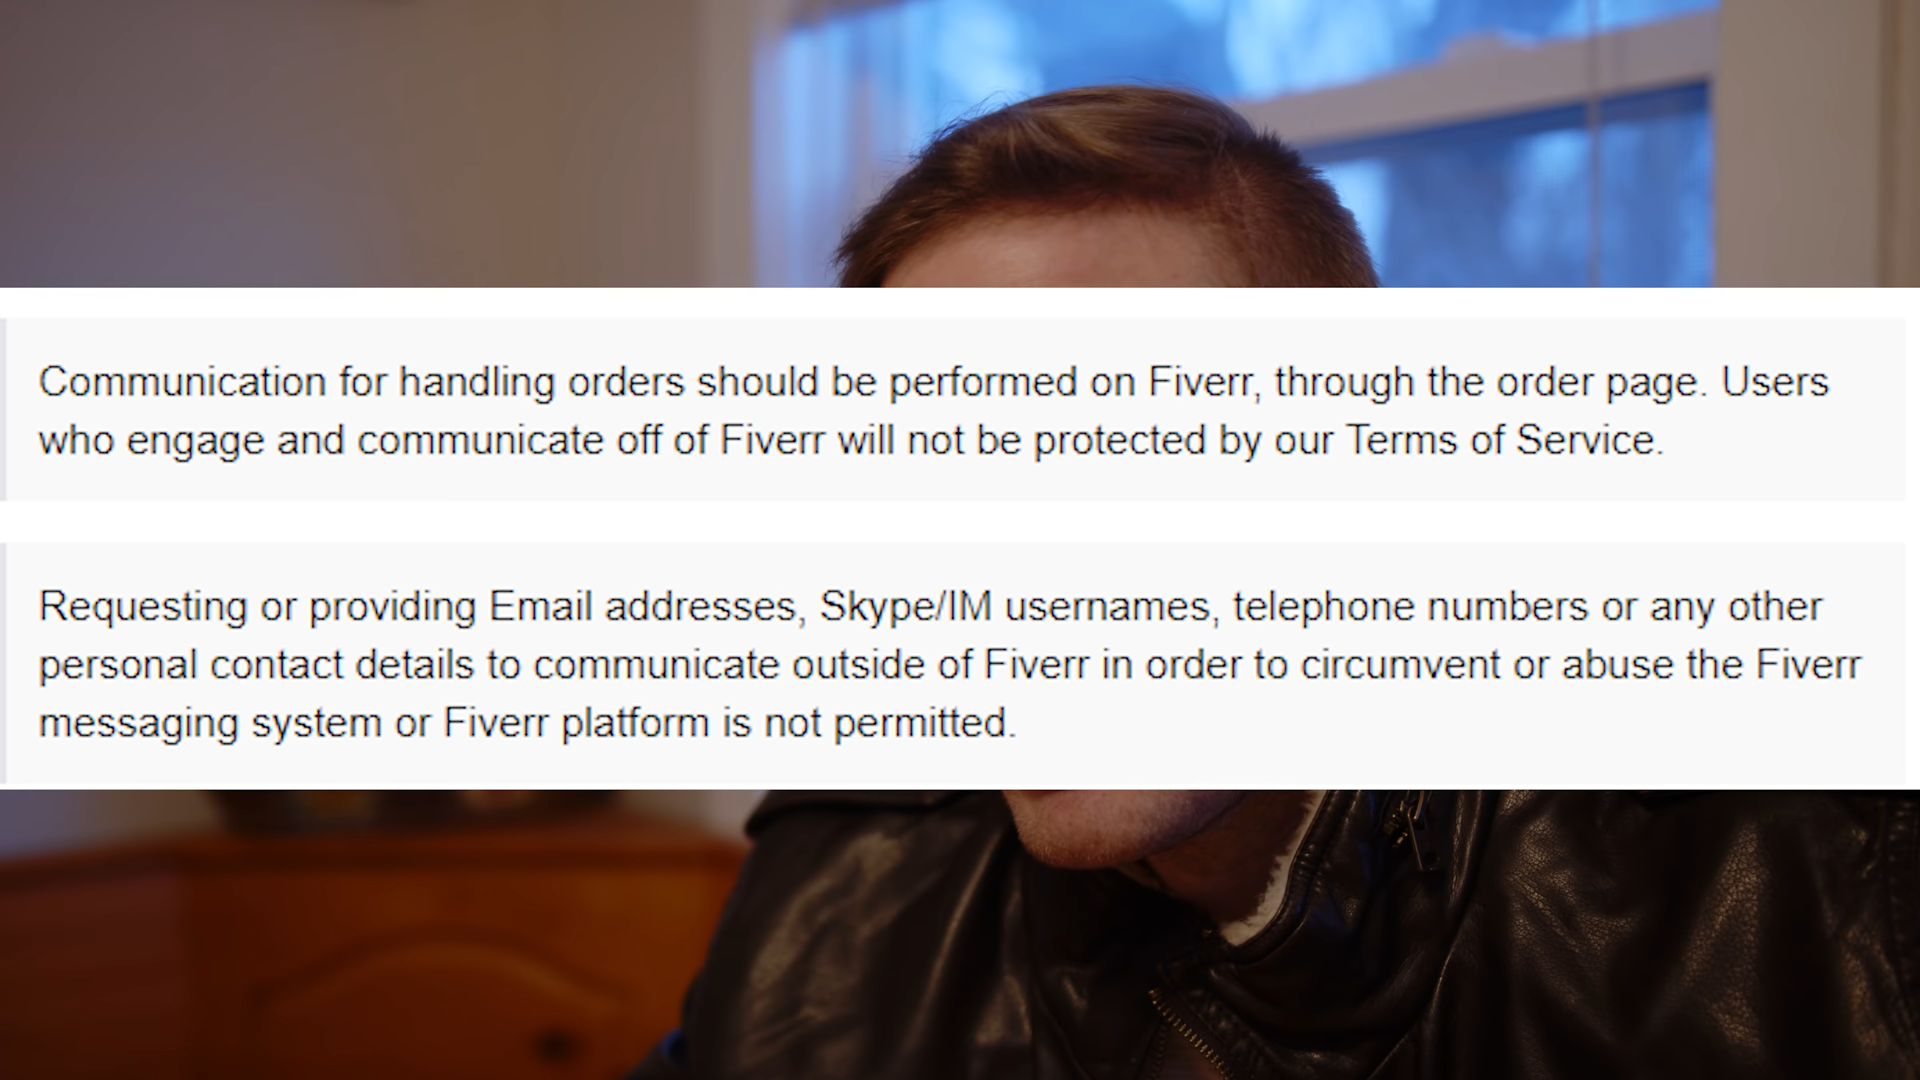 Communication for handling orders should be performed on Fiverr, through the order page. Users
who engage and communicate off of Fiverr will not be protected by our Terms of Service.
Requesting or providing Email addresses, Skype/IM usernames, telephone numbers or any other
personal contact details to communicate outside of Fiverr in order to circumvent or abuse the Fiverr
messaging system or Fiverr platform is not permitted.